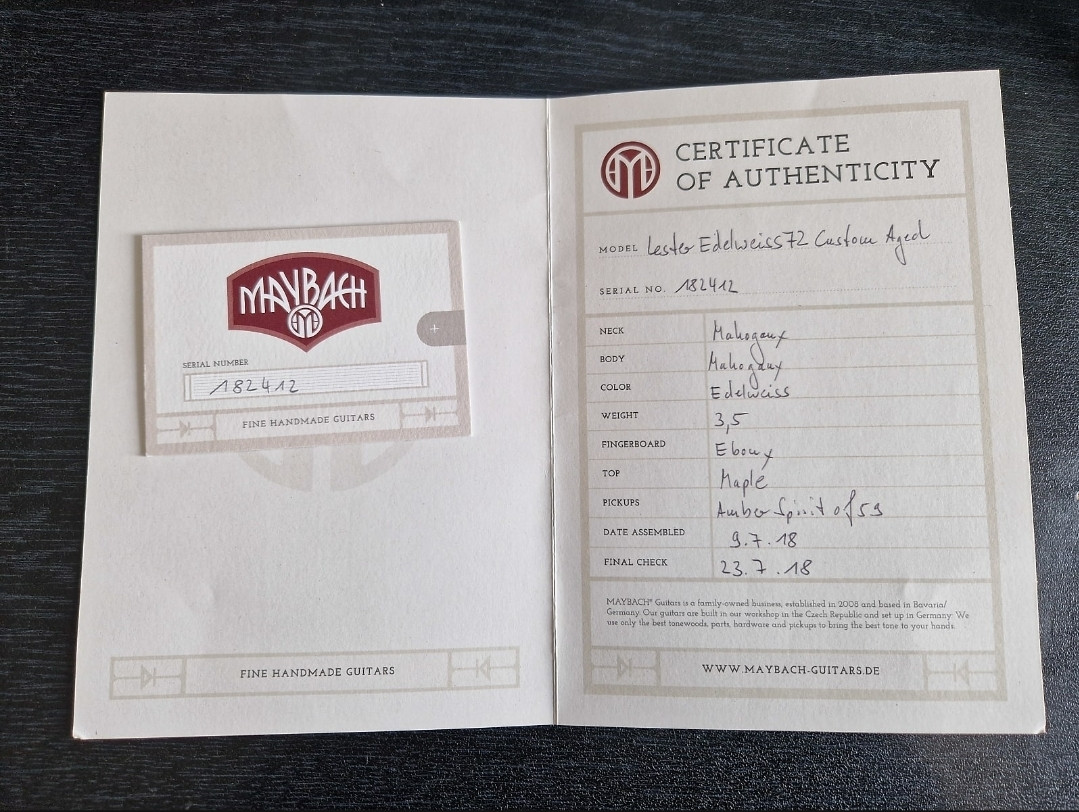 MAYBACH
SERIAL NUMBER
182412
FINE HANDMADE GUITARS
FINE HANDMADE GUITARS
CERTIFICATE
OF AUTHENTICITY
MODEL Lester Edelweiss 72 Custom Aged
SERIAL NO. 182412
NECK Mahogany
BODY Mahogany
COLOR Edelweiss
WEIGHT 3,5
FINGERBOARD Ebony
TOP Maple
PICKUPS Amber Spirit of 59
DATE ASSEMBLED 9.7.18
FINAL CHECK 23.7.18
MAYBACH® Guitars is a family-owned business, established in 2008 and based in Bavaria/
Germany. Our guitars are built in our workshop in the Czech Republic and set up in Germany. We
use only the best tonewoods, parts, hardware and pickups to bring the best tone to your hands.
WWW.MAYBACH-GUITARS.DE